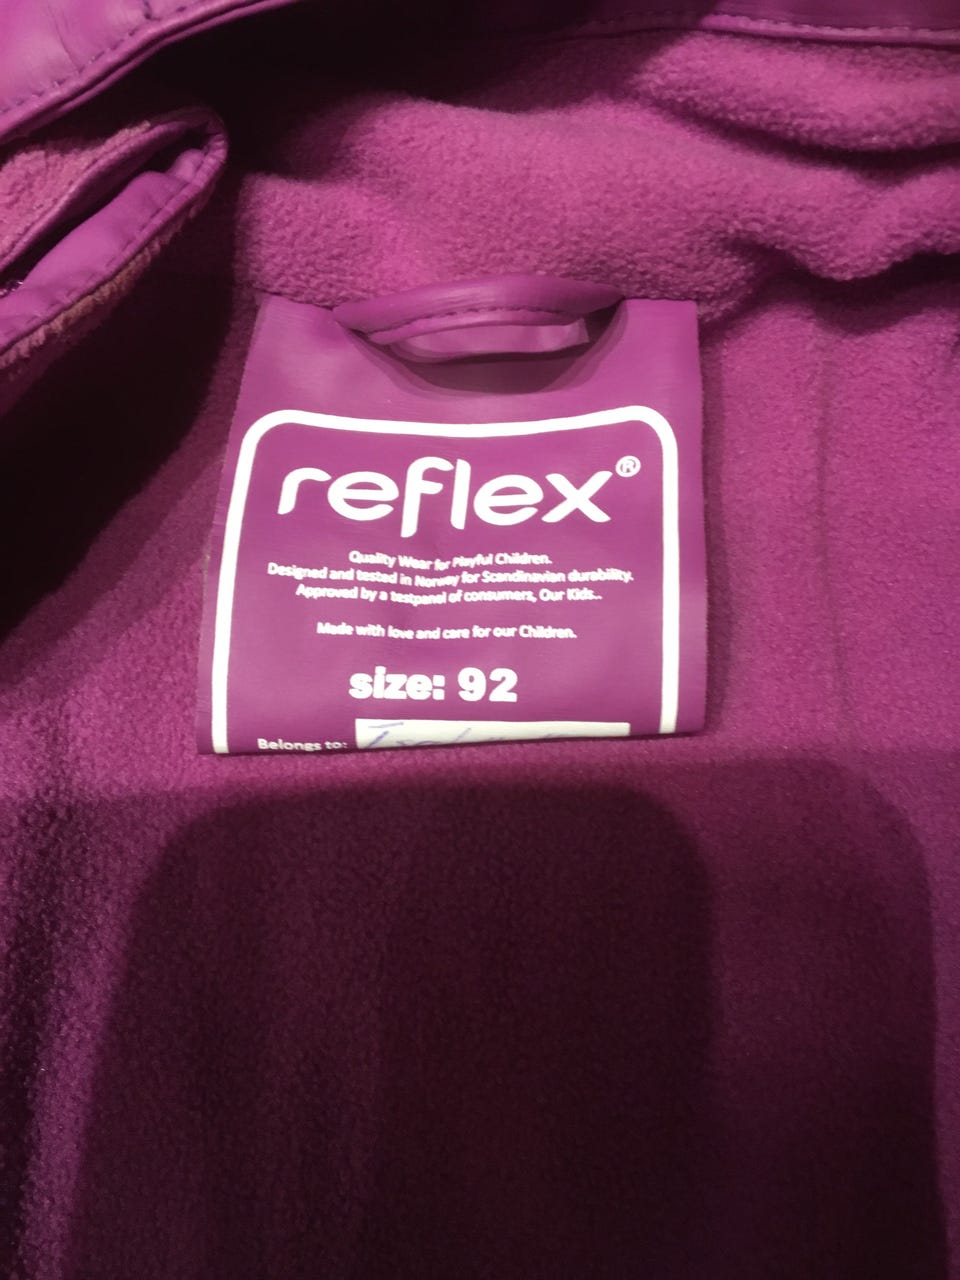 reflex®
Quality Wear for Playful Children.
Designed and tested in Norway for Scandinavian durability.
Approved by a testpanel of consumers, Our Kids..
Made with love and care for our Children.
size: 92
Belongs to: